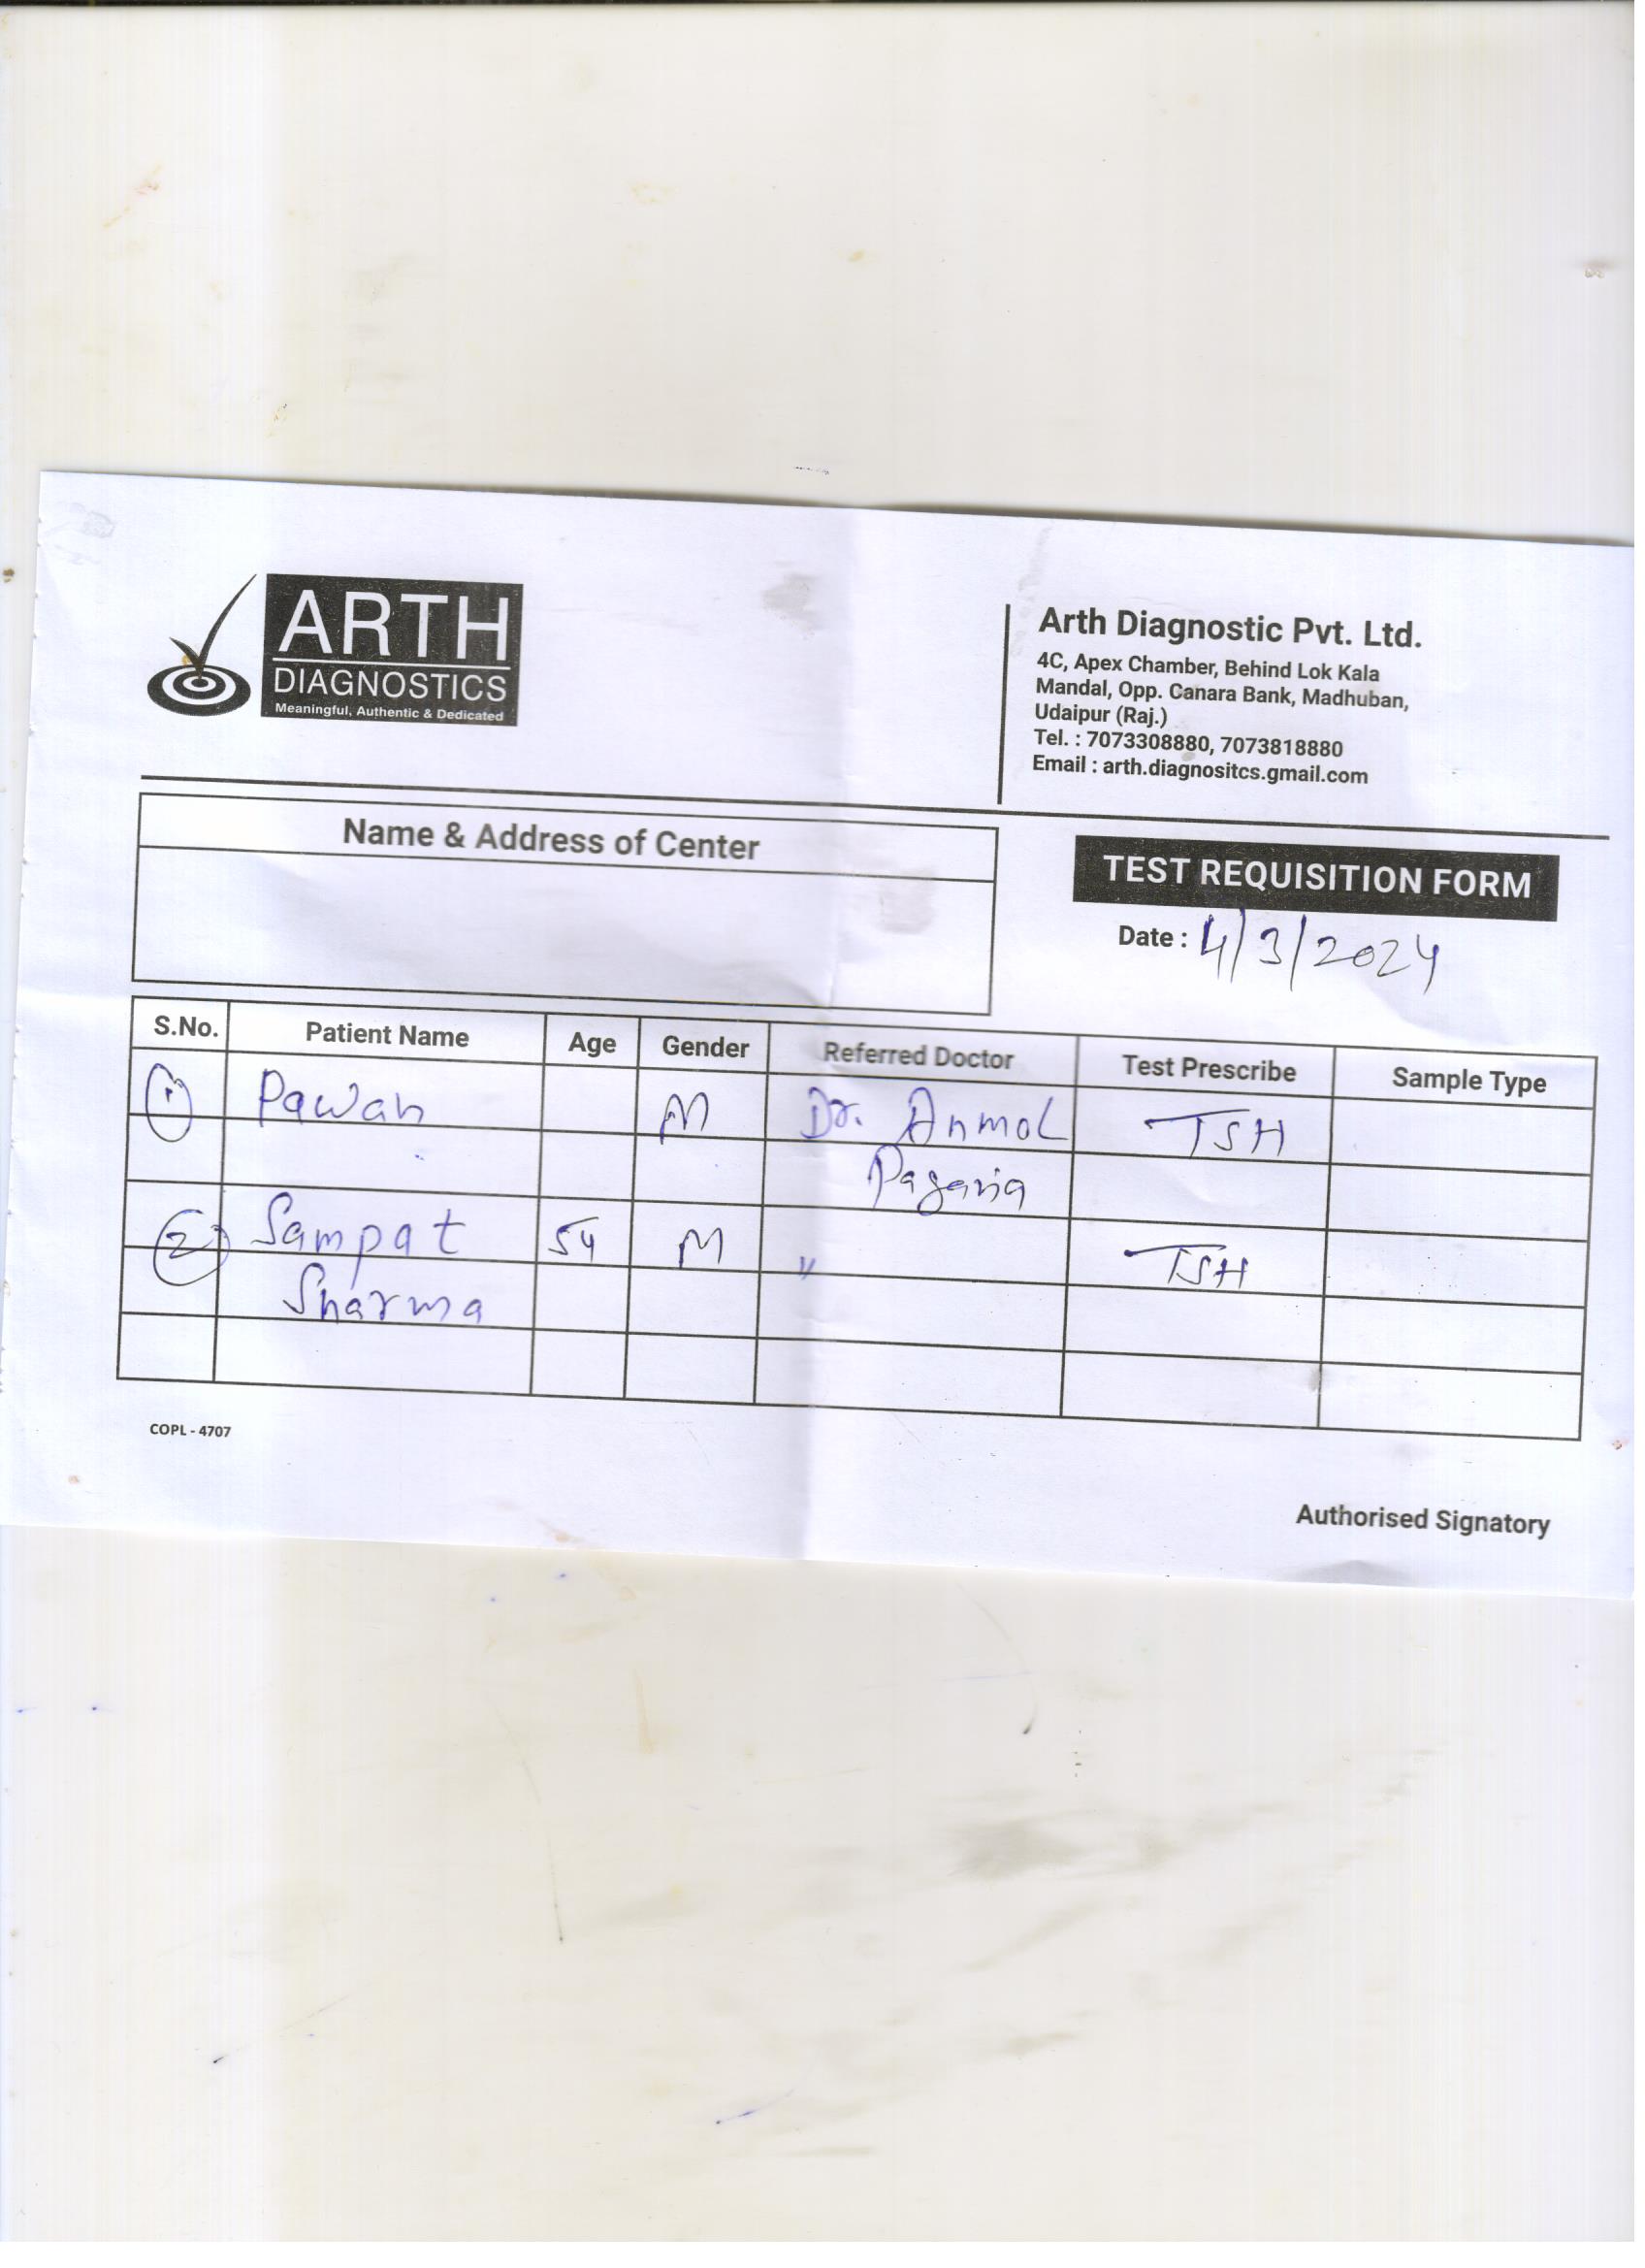 ARTH
DIAGNOSTICS
Meaningful, Authentic & Dedicated
Arth Diagnostic Pvt. Ltd.
4C, Apex Chamber, Behind Lok Kala
Mandal, Opp. Canara Bank, Madhuban,
Udaipur (Raj.)
Tel. : 7073308880, 7073818880
Email : arth.diagnositcs.gmail.com
Name & Address of Center
TEST REQUISITION FORM
Date : 4/3/2024
S.No. Patient Name Age Gender Referred Doctor Test Prescribe Sample Type
1 Pawan M Dr. Anmol TSH
Pagaria
2 Sampat 54 M " TSH
Sharma
COPL - 4707
Authorised Signatory